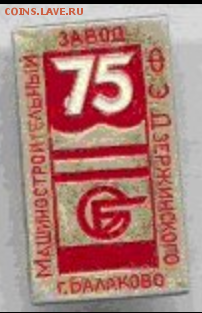 COINS.LAVE.RU
МАШИНОСТРОИТЕЛЬНЫЙ
ЗАВОД
Ф.Э.ДЗЕРЖИНСКОГО
75
Г.БАЛАКОВО